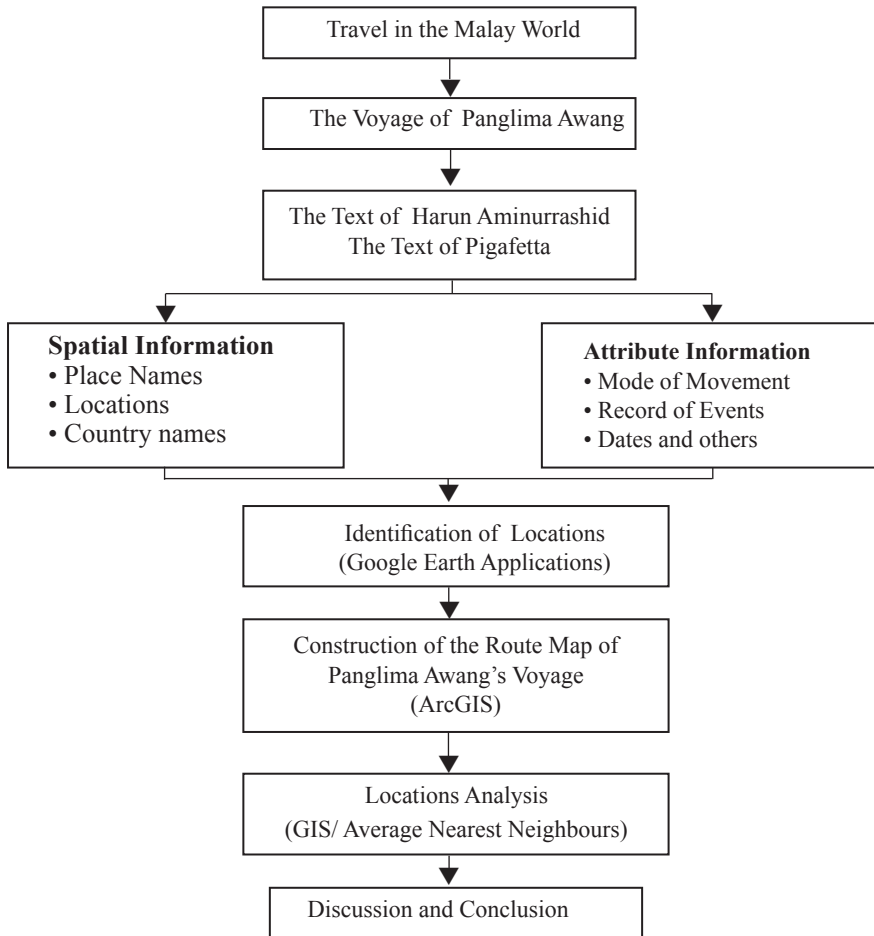 Travel in the Malay World
The Voyage of Panglima Awang
The Text of Harun Aminurrashid
The Text of Pigafetta
Spatial Information
• Place Names
• Locations
• Country names
Attribute Information
• Mode of Movement
• Record of Events
• Dates and others
Identification of Locations
(Google Earth Applications)
Construction of the Route Map of
Panglima Awang’s Voyage
(ArcGIS)
Locations Analysis
(GIS/ Average Nearest Neighbours)
Discussion and Conclusion